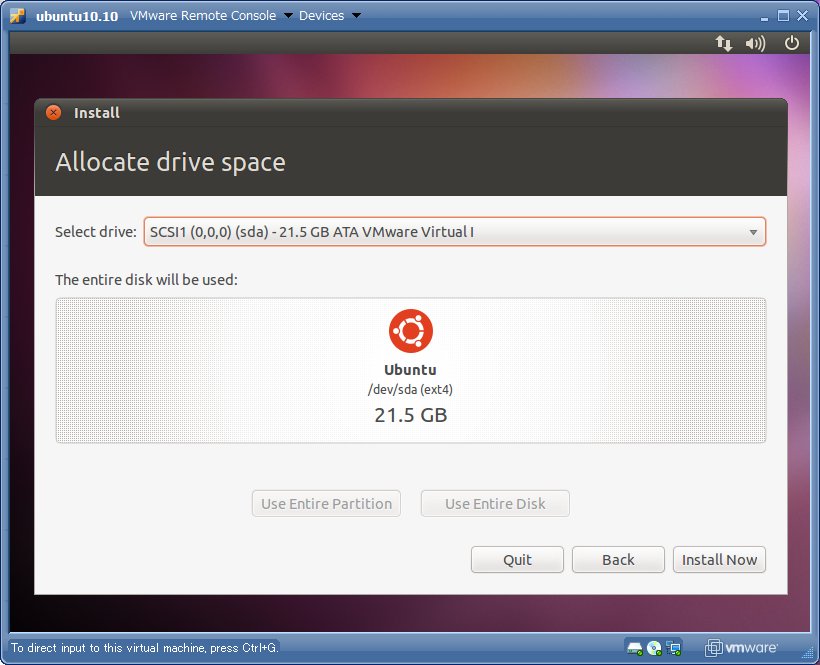 ubuntu10.10 VMware Remote Console Devices
Install
Allocate drive space
Select drive: SCSI1 (0,0,0) (sda) - 21.5 GB ATA VMware Virtual I
The entire disk will be used:
Ubuntu
/dev/sda (ext4)
21.5 GB
Use Entire Partition Use Entire Disk
Quit Back Install Now
To direct input to this virtual machine, press Ctrl+G. vmware